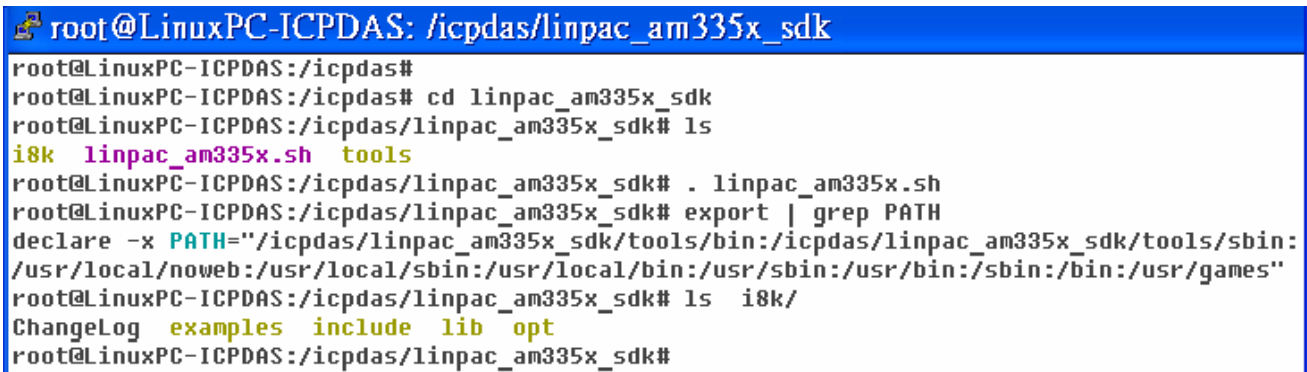 root@LinuxPC-ICPDAS: /icpdas/linpac_am335x_sdk
root@LinuxPC-ICPDAS:/icpdas#
root@LinuxPC-ICPDAS:/icpdas# cd linpac_am335x_sdk
root@LinuxPC-ICPDAS:/icpdas/linpac_am335x_sdk# ls
i8k  linpac_am335x.sh  tools
root@LinuxPC-ICPDAS:/icpdas/linpac_am335x_sdk# . linpac_am335x.sh
root@LinuxPC-ICPDAS:/icpdas/linpac_am335x_sdk# export | grep PATH
declare -x PATH="/icpdas/linpac_am335x_sdk/tools/bin:/icpdas/linpac_am335x_sdk/tools/sbin:
/usr/local/noweb:/usr/local/sbin:/usr/local/bin:/usr/sbin:/usr/bin:/sbin:/bin:/usr/games"
root@LinuxPC-ICPDAS:/icpdas/linpac_am335x_sdk# ls  i8k/
ChangeLog  examples  include  lib  opt
root@LinuxPC-ICPDAS:/icpdas/linpac_am335x_sdk#